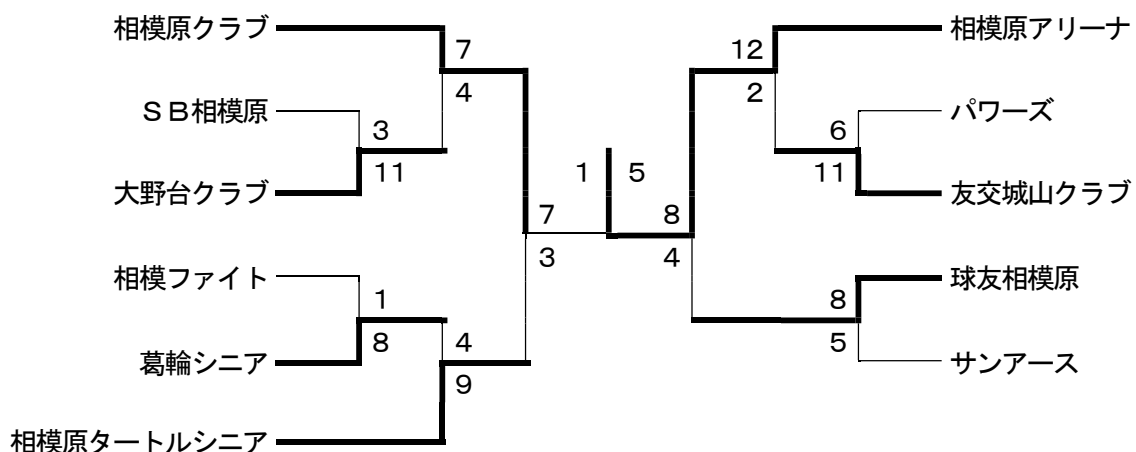 相模原クラブ
7
12
相模原アリーナ
4
2
ＳＢ相模原
3
6
パワーズ
11
1
5
11
大野台クラブ
7
8
友交城山クラブ
3
4
相模ファイト
1
8
球友相模原
8
4
5
葛輪シニア
9
サンアース
相模原タートルシニア